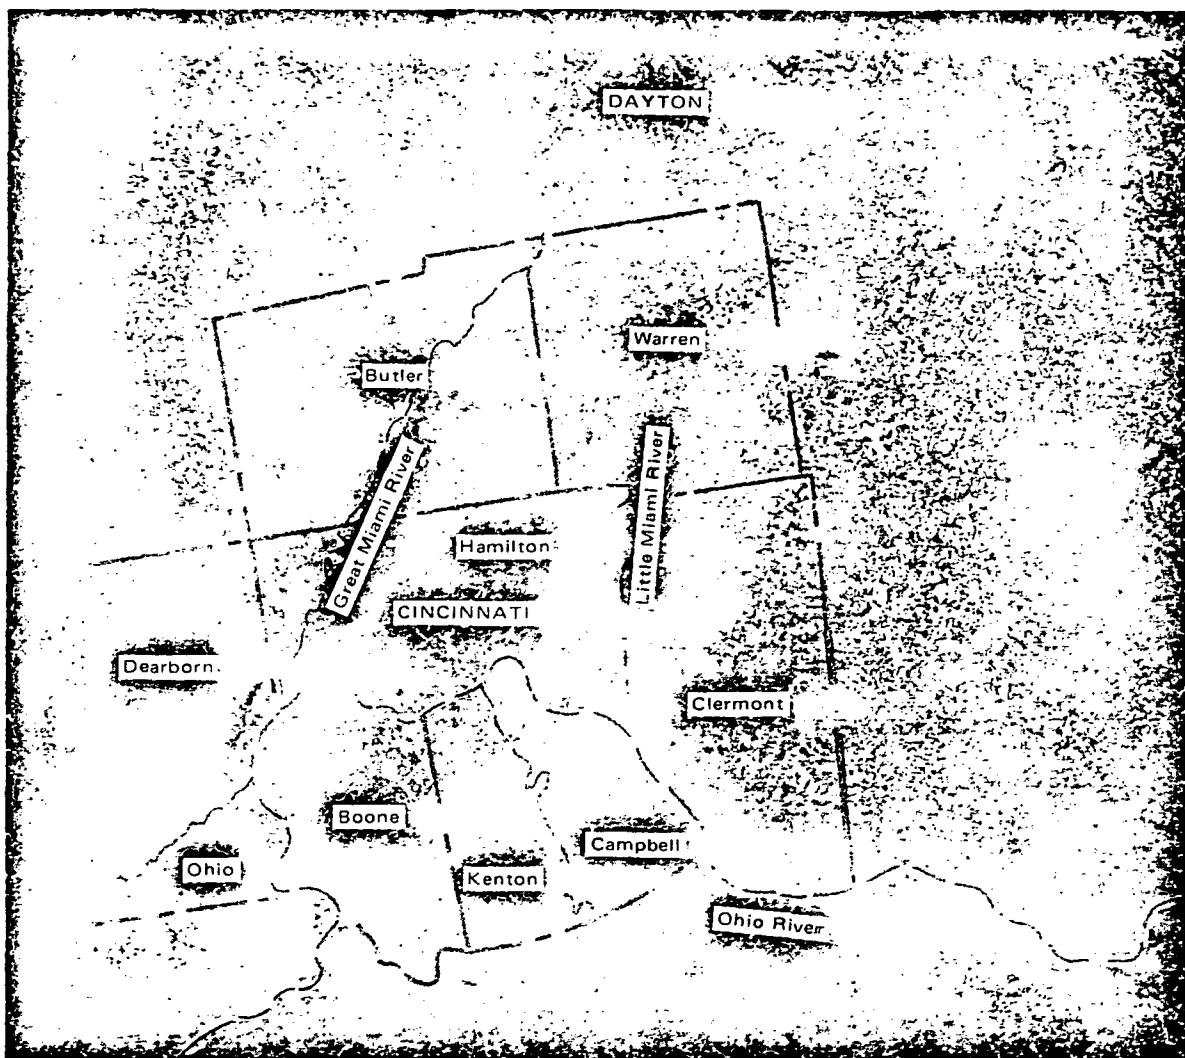 DAYTON
Warren
Butler
Great Miami River
Little Miami River
Hamilton
CINCINNATI
Dearborn
Clermont
Boone
Campbell
Ohio
Kenton
Ohio River